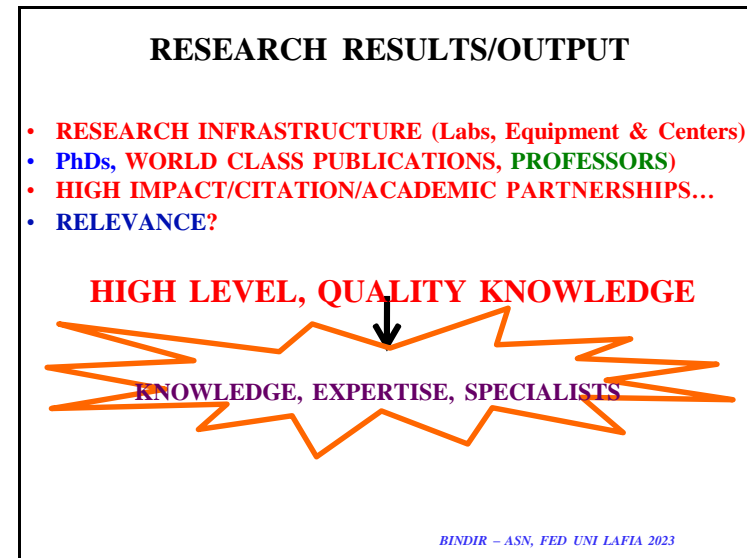 RESEARCH RESULTS/OUTPUT
• RESEARCH INFRASTRUCTURE (Labs, Equipment & Centers)
• PhDs, WORLD CLASS PUBLICATIONS, PROFESSORS)
• HIGH IMPACT/CITATION/ACADEMIC PARTNERSHIPS…
• RELEVANCE?
HIGH LEVEL, QUALITY KNOWLEDGE
KNOWLEDGE, EXPERTISE, SPECIALISTS
BINDIR – ASN, FED UNI LAFIA 2023